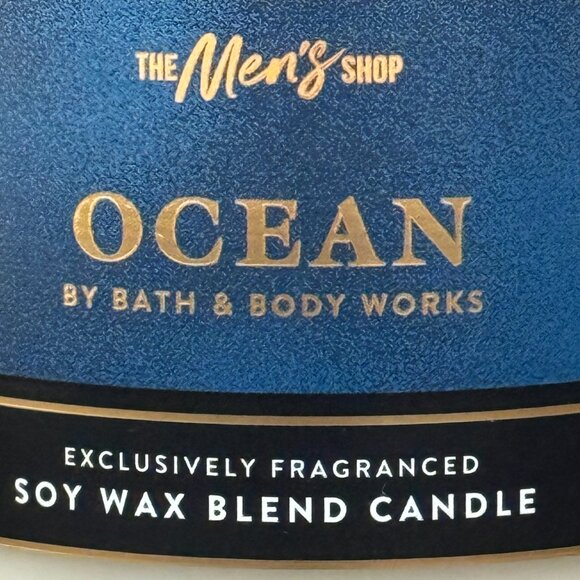 THE Men's SHOP
OCEAN
BY BATH & BODY WORKS
EXCLUSIVELY FRAGRANCED
SOY WAX BLEND CANDLE